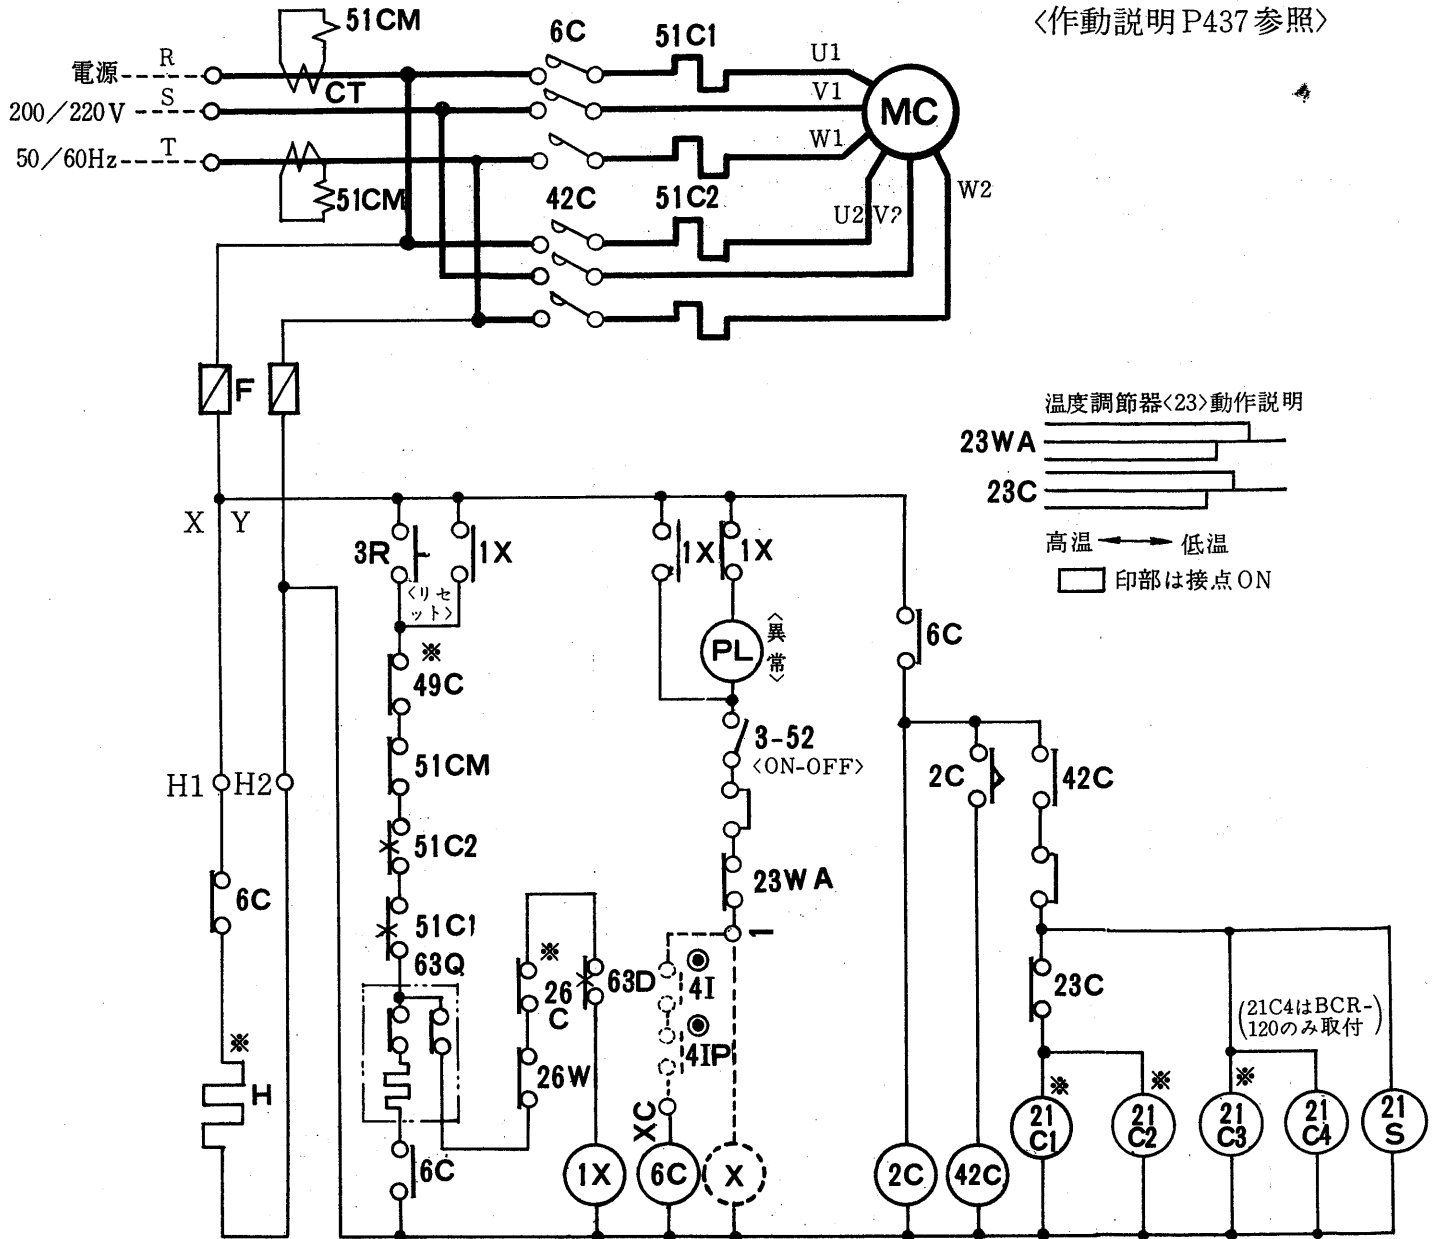 〈作動説明P437参照〉
51CM
6C
51C1
U1
電源
R
CT
S
V1
MC
200/220V
W1
50/60Hz
T
51CM
42C
51C2
W2
U2
V?
F
温度調節器〈23〉動作説明
23WA
23C
高温
低温
印部は接点ON
X
Y
3R
〈リセ
ット〉
1X
1X
1X
PL
〈異常〉
6C
※
49C
3-52
〈ON-OFF〉
51CM
2C
42C
H1
H2
51C2
23WA
6C
51C1
1
63Q
※
26
C
63D
4I
23C
(21C4はBCR-
120のみ取付)
4IP
26W
※
H
※
※
※
XC
21
C1
21
C2
21
C3
21
C4
21
S
6C
1X
6C
X
2C
42C